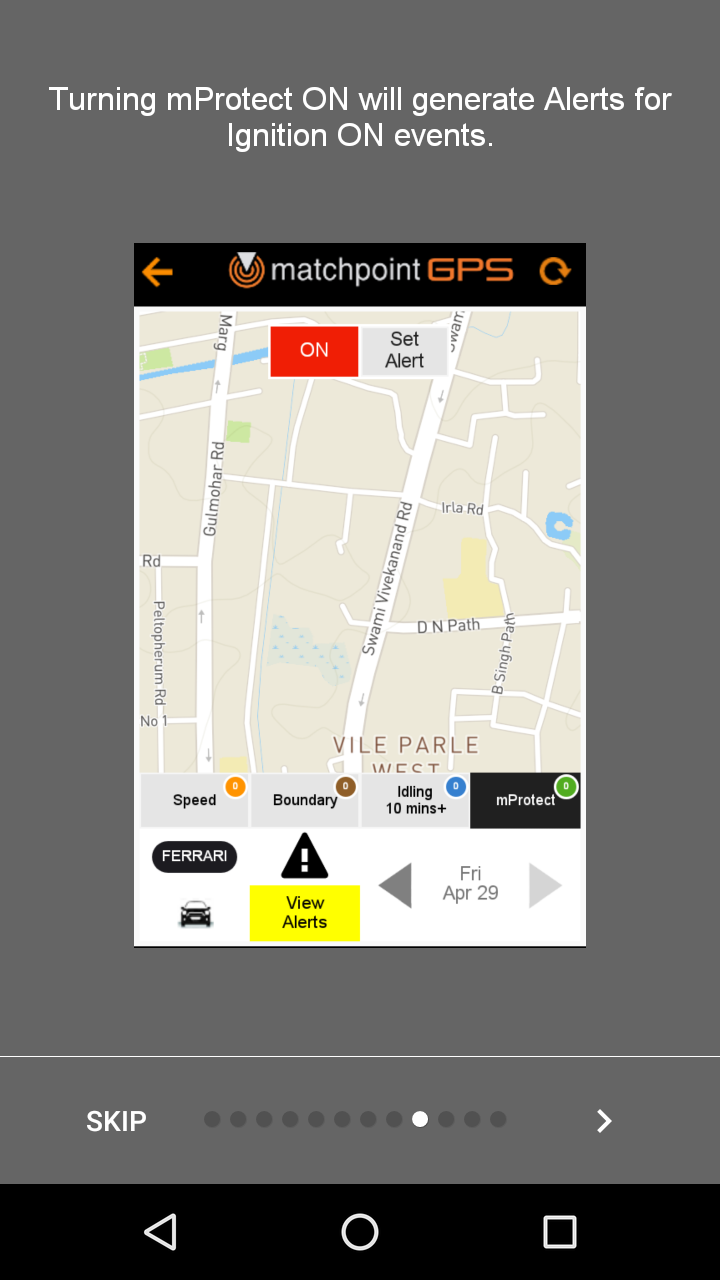 Turning mProtect ON will generate Alerts for
Ignition ON events.
matchpoint GPS
ON
Set
Alert
Marg
Swami
Gulmohar Rd
Irla Rd
Swami Vivekanand Rd
Rd
Peltopherum Rd
D N Path
B Singh Path
No 1
VILE PARLE
WEST
Speed
0
Boundary
0
Idling
10 mins+
0
mProtect
0
FERRARI
View
Alerts
Fri
Apr 29
SKIP